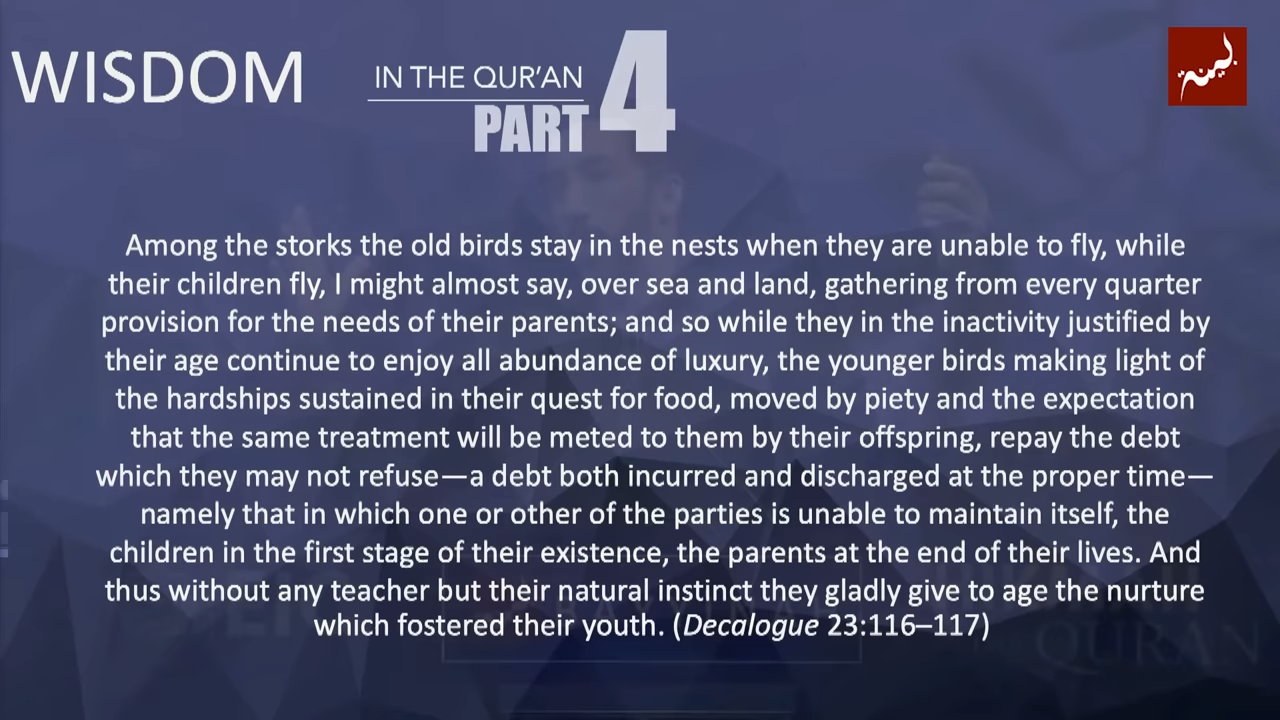 WISDOM
IN THE QUR'AN
PART 4
بينة
Among the storks the old birds stay in the nests when they are unable to fly, while
their children fly, I might almost say, over sea and land, gathering from every quarter
provision for the needs of their parents; and so while they in the inactivity justified by
their age continue to enjoy all abundance of luxury, the younger birds making light of
the hardships sustained in their quest for food, moved by piety and the expectation
that the same treatment will be meted to them by their offspring, repay the debt
which they may not refuse—a debt both incurred and discharged at the proper time—
namely that in which one or other of the parties is unable to maintain itself, the
children in the first stage of their existence, the parents at the end of their lives. And
thus without any teacher but their natural instinct they gladly give to age the nurture
which fostered their youth. (Decalogue 23:116–117)
QURAN